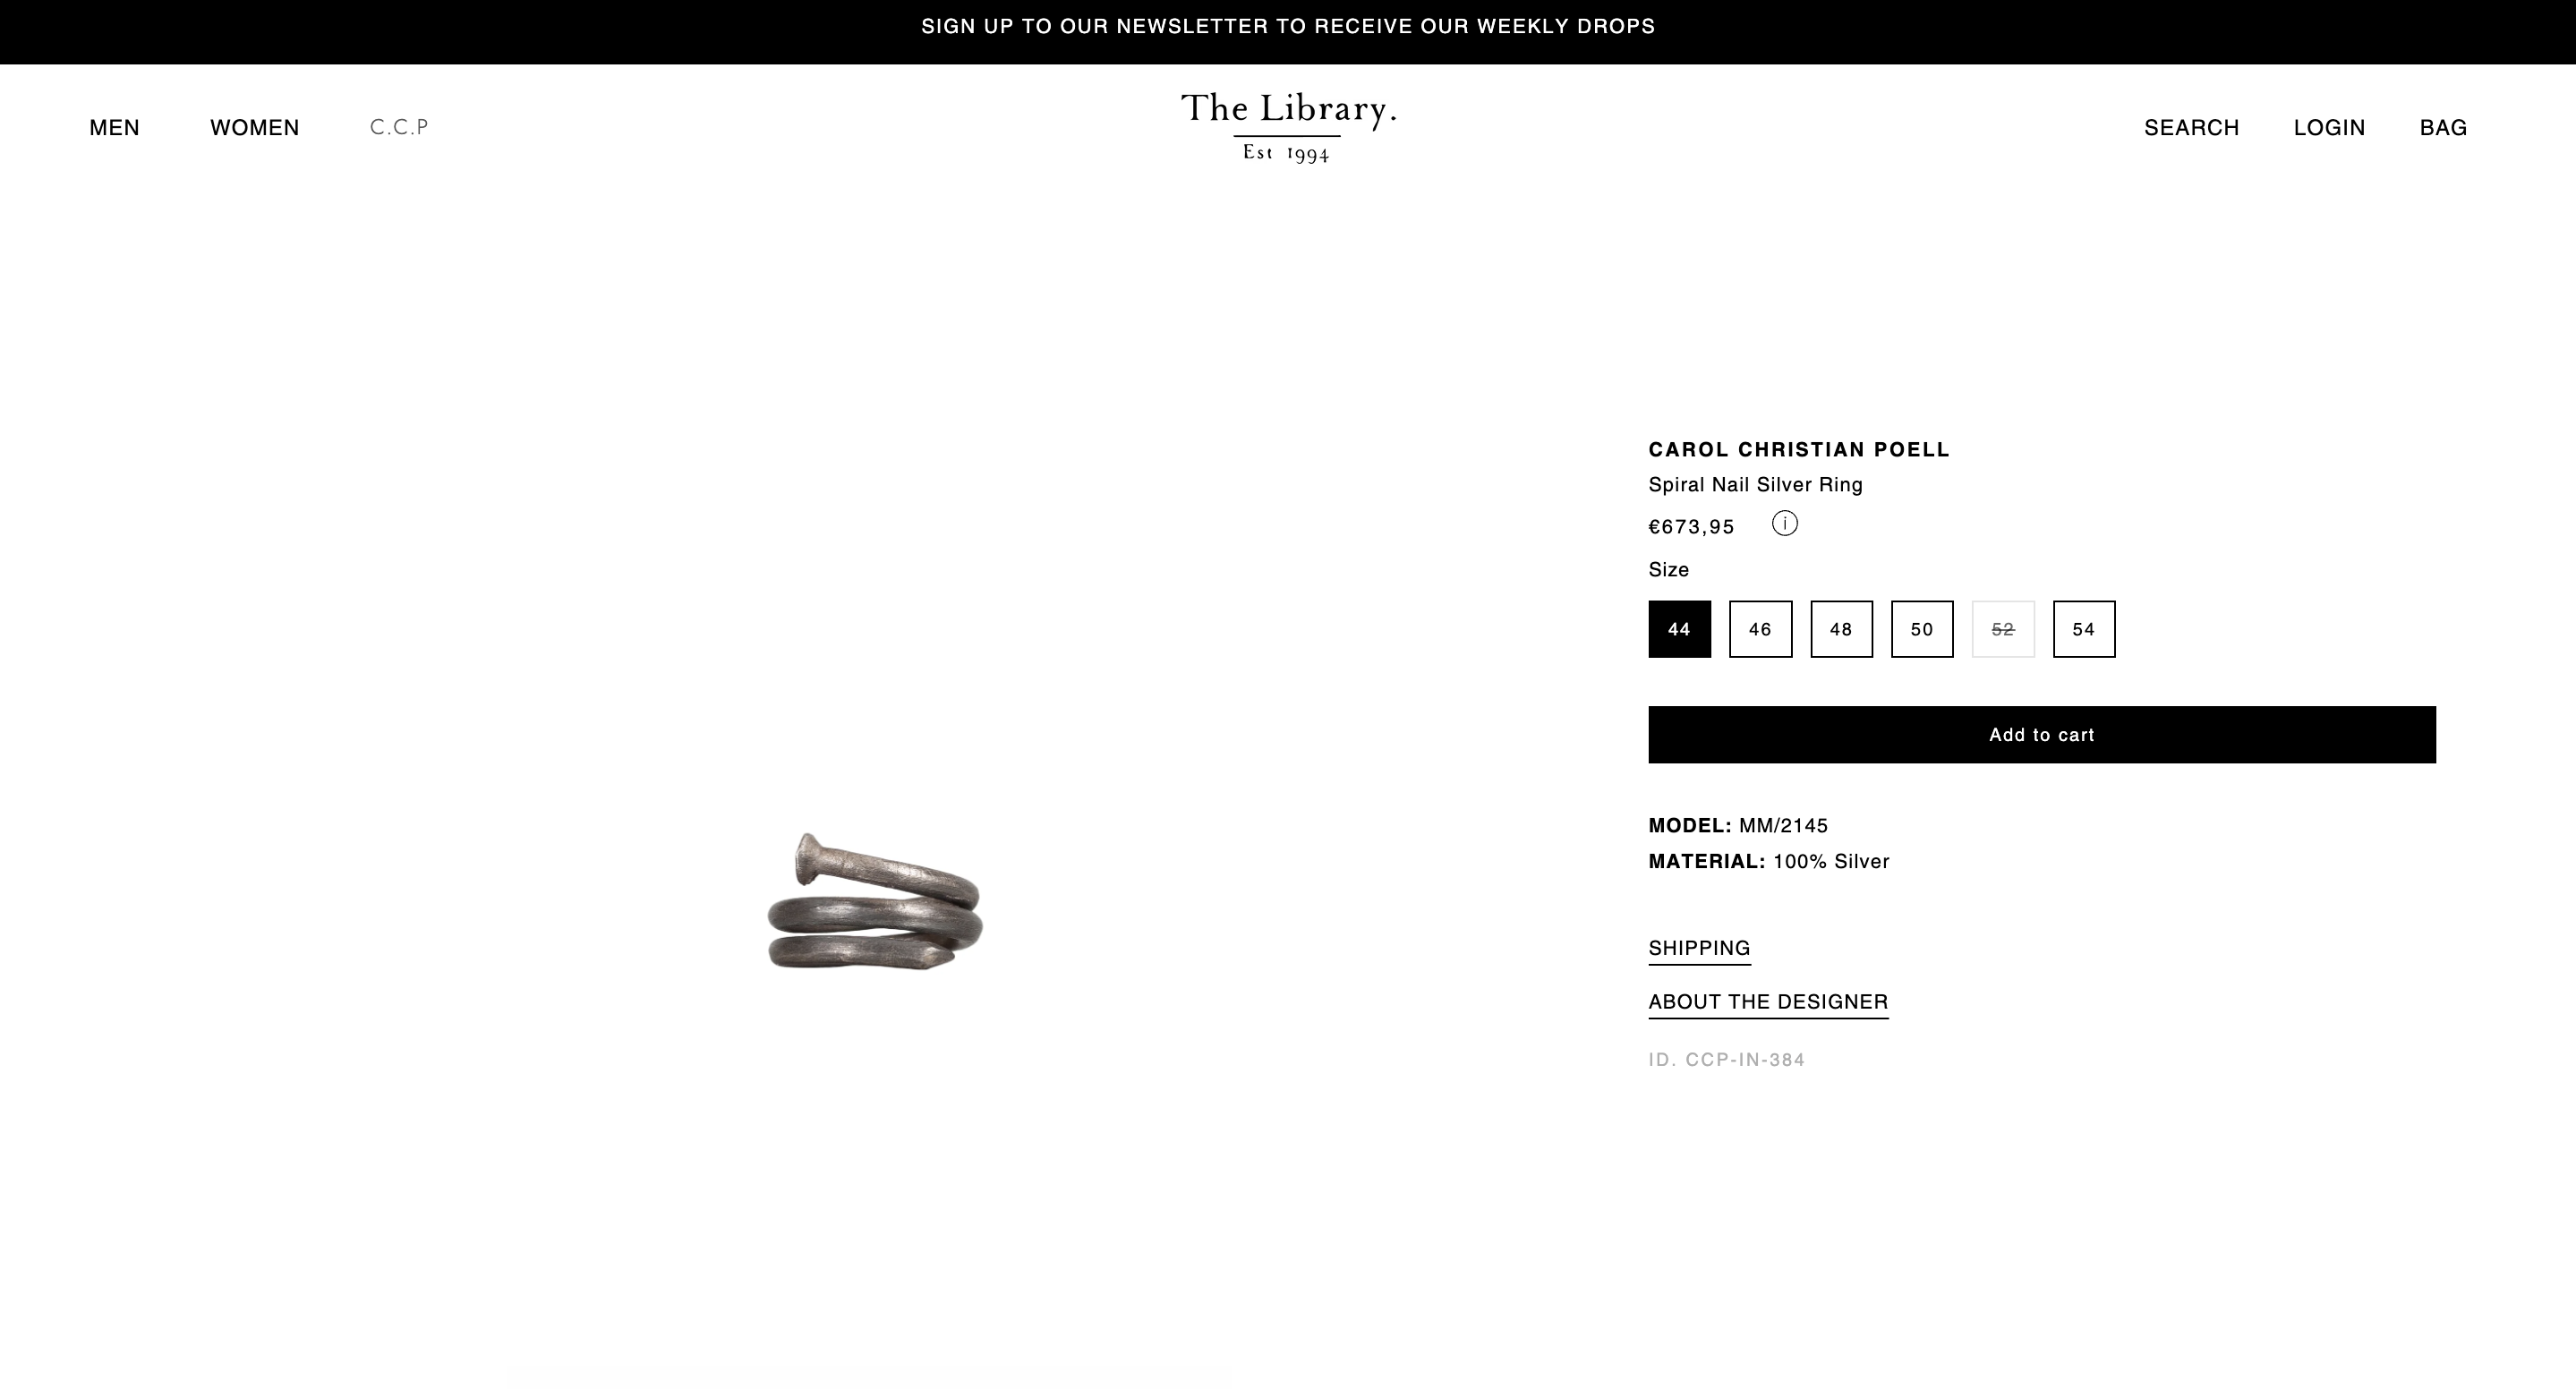 SIGN UP TO OUR NEWSLETTER TO RECEIVE OUR WEEKLY DROPS
MEN WOMEN C.C.P
The Library.
Est 1994
SEARCH LOGIN BAG
CAROL CHRISTIAN POELL
Spiral Nail Silver Ring
€673,95 i
Size
44 46 48 50 52 54
Add to cart
MODEL: MM/2145
MATERIAL: 100% Silver
SHIPPING
ABOUT THE DESIGNER
ID. CCP-IN-384